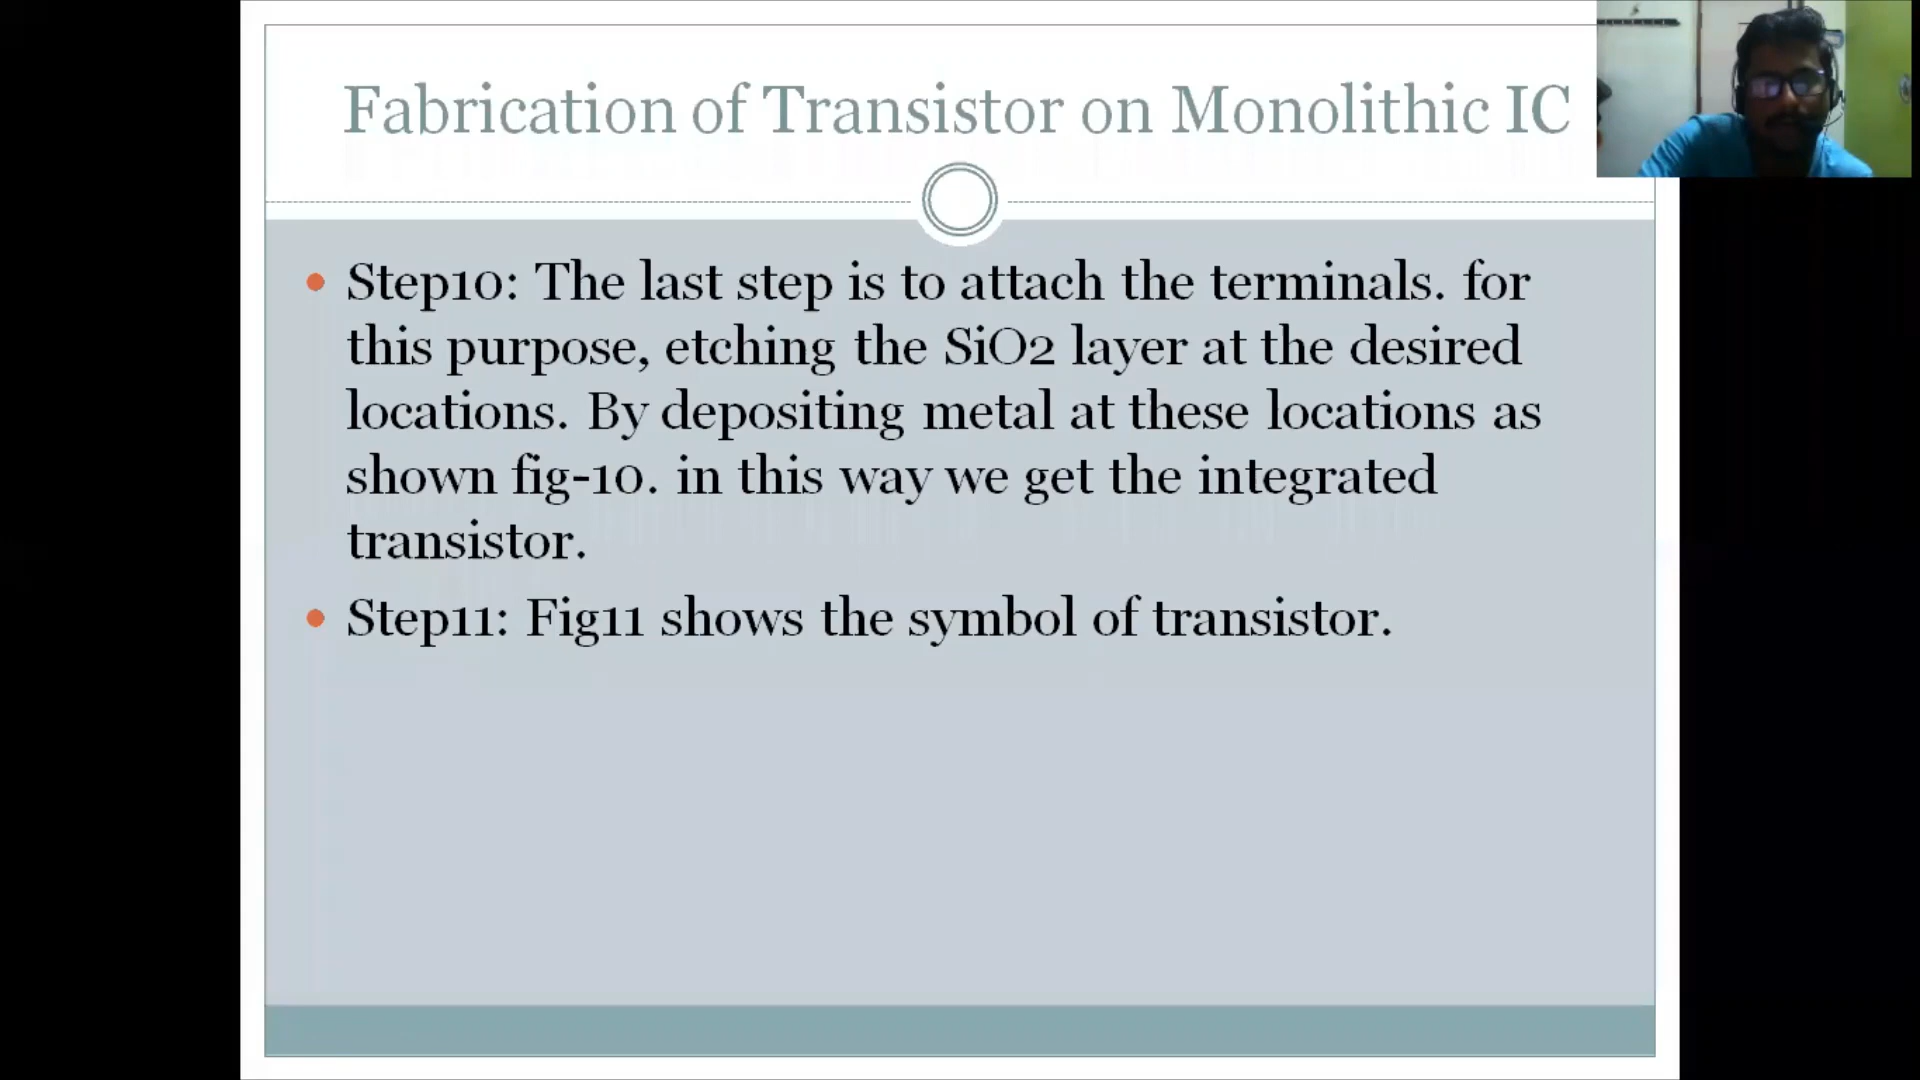 Fabrication of Transistor on Monolithic IC
• Step10: The last step is to attach the terminals. for
this purpose, etching the SiO2 layer at the desired
locations. By depositing metal at these locations as
shown fig-10. in this way we get the integrated
transistor.
• Step11: Fig11 shows the symbol of transistor.